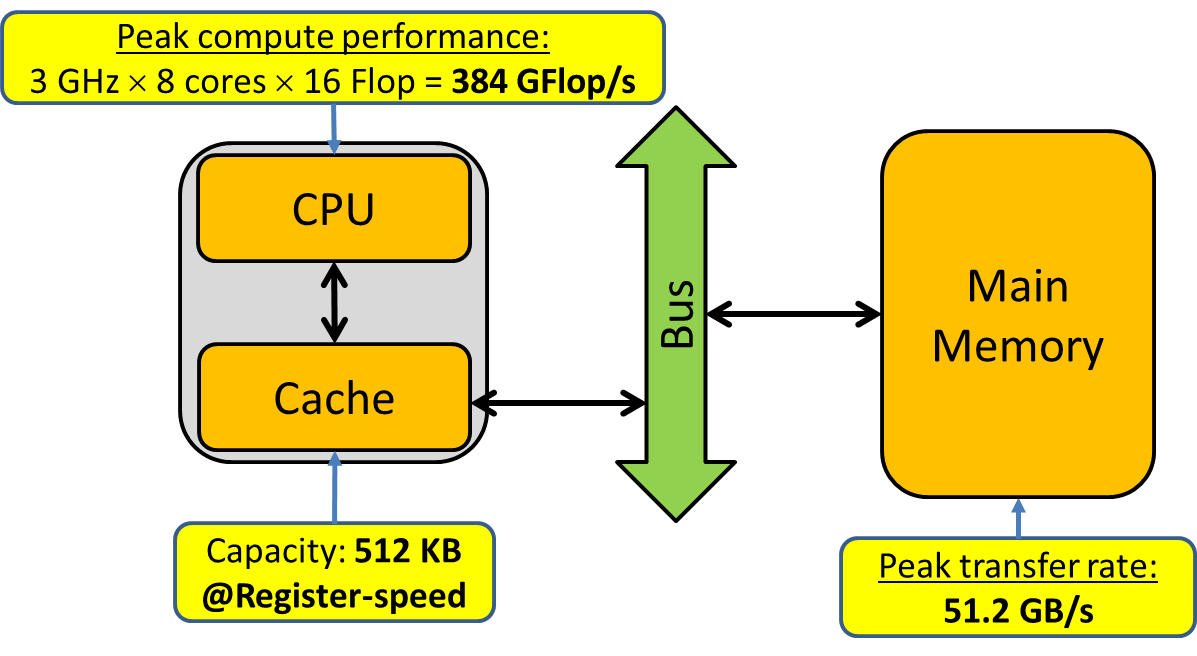 Peak compute performance:
3 GHz × 8 cores × 16 Flop = 384 GFlop/s
CPU
Cache
Bus
Main
Memory
Capacity: 512 KB
@Register-speed
Peak transfer rate:
51.2 GB/s